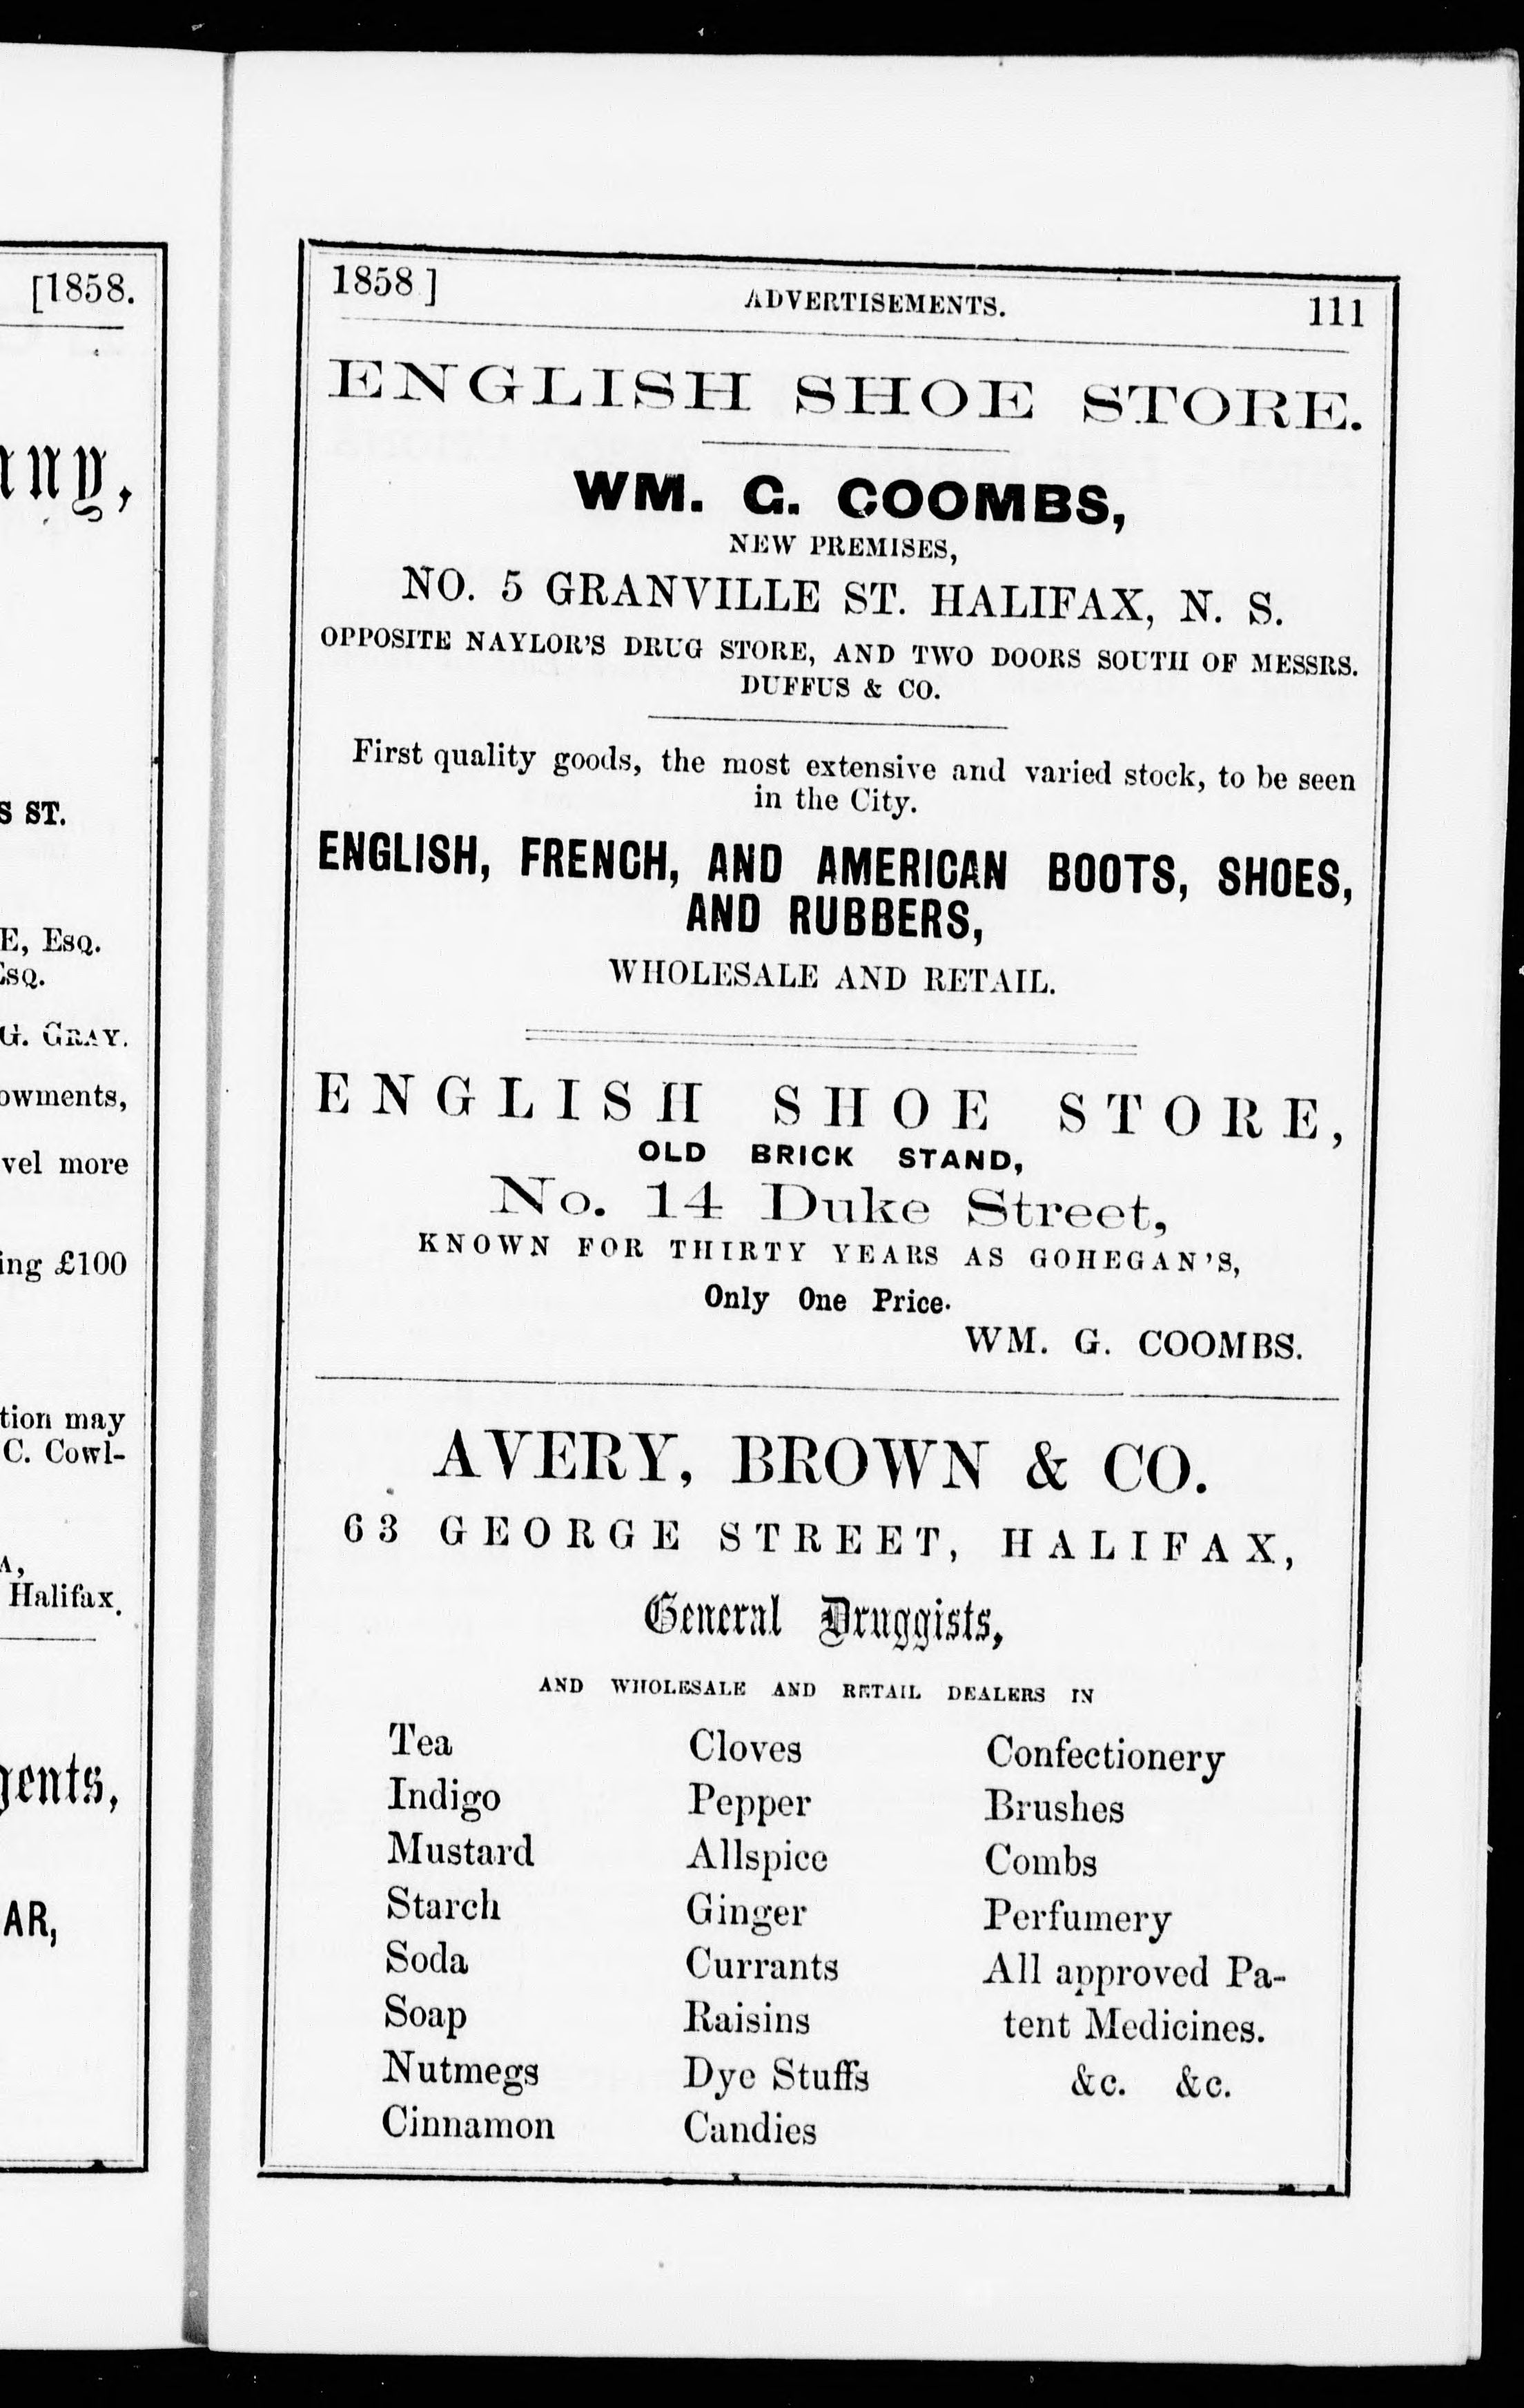 [1858.
S ST.
E, Esq.
G. GRAY.
owments,
vel more
ing £100
tion may
C. Cowl-
Halifax.
AR,
1858]
ADVERTISEMENTS.
111
ENGLISH SHOE STORE.
WM. G. COOMBS,
NEW PREMISES,
NO. 5 GRANVILLE ST. HALIFAX, N. S.
OPPOSITE NAYLOR'S DRUG STORE, AND TWO DOORS SOUTH OF MESSRS.
DUFFUS & CO.
First quality goods, the most extensive and varied stock, to be seen
in the City.
ENGLISH, FRENCH, AND AMERICAN BOOTS, SHOES,
AND RUBBERS,
WHOLESALE AND RETAIL.
ENGLISH SHOE STORE,
OLD BRICK STAND,
No. 14 Duke Street,
KNOWN FOR THIRTY YEARS AS GOHEGAN'S,
Only One Price.
WM. G. COOMBS.
AVERY, BROWN & CO.
63 GEORGE STREET, HALIFAX,
General Druggists,
AND WHOLESALE AND RETAIL DEALERS IN
Tea
Indigo
Mustard
Starch
Soda
Soap
Nutmegs
Cinnamon
Cloves
Pepper
Allspice
Ginger
Currants
Raisins
Dye Stuffs
Candies
Confectionery
Brushes
Combs
Perfumery
All approved Pa-
tent Medicines.
&c. &c.